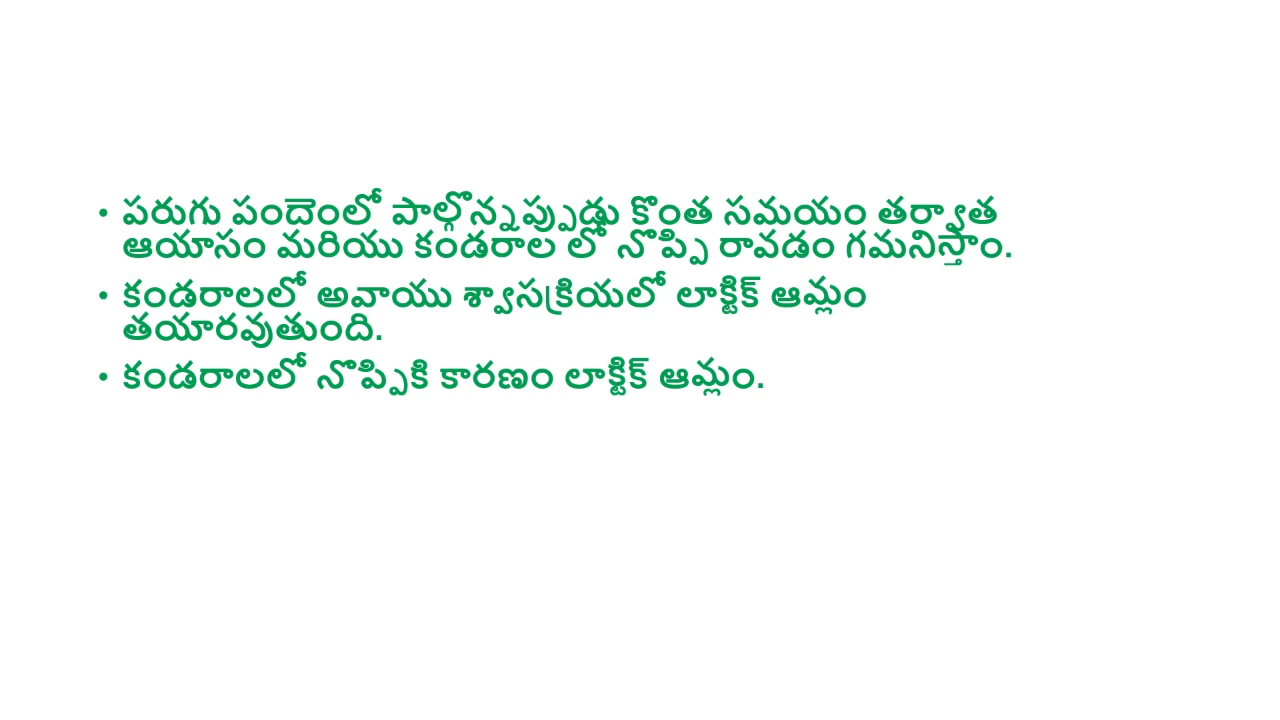 • పరుగు పందెంలో పాల్గొన్నప్పుడ్లు కొంత సమయం తర్వాత
ఆయాసం మరియు కండరాల లో నొప్పి రావడం గమనిస్తాం.
• కండరాలలో అవాయు శ్వాసక్రియలో లాక్టిక్ ఆమ్లం
తయారవుతుంది.
• కండరాలలో నొప్పికి కారణం లాక్టిక్ ఆమ్లం.